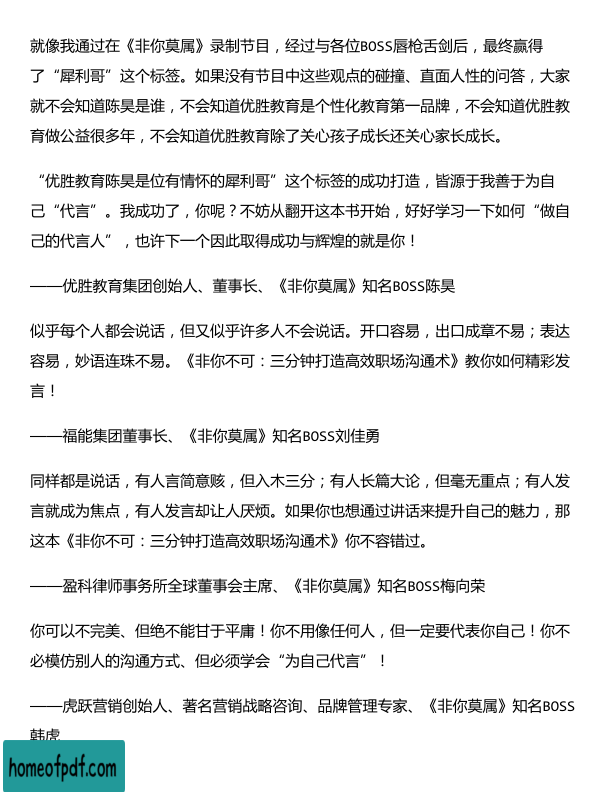 就像我通过在《非你莫属》录制节目，经过与各位BOSS唇枪舌剑后，最终赢得
了“犀利哥”这个标签。如果没有节目中这些观点的碰撞、直面人性的问答，大家
就不会知道陈昊是谁，不会知道优胜教育是个性化教育第一品牌，不会知道优胜教
育做公益很多年，不会知道优胜教育除了关心孩子成长还关心家长成长。
“优胜教育陈昊是位有情怀的犀利哥”这个标签的成功打造，皆源于我善于为自
己“代言”。我成功了，你呢？不妨从翻开这本书开始，好好学习一下如何“做自
己的代言人”，也许下一个因此取得成功与辉煌的就是你！
——优胜教育集团创始人、董事长、《非你莫属》知名BOSS陈昊
似乎每个人都会说话，但又似乎许多人不会说话。开口容易，出口成章不易；表达
容易，妙语连珠不易。《非你不可：三分钟打造高效职场沟通术》教你如何精彩发
言！
——福能集团董事长、《非你莫属》知名BOSS刘佳勇
同样都是说话，有人言简意赅，但入木三分；有人长篇大论，但毫无重点；有人发
言就成为焦点，有人发言却让人厌烦。如果你也想通过讲话来提升自己的魅力，那
这本《非你不可：三分钟打造高效职场沟通术》你不容错过。
——盈科律师事务所全球董事会主席、《非你莫属》知名BOSS梅向荣
你可以不完美、但绝不能甘于平庸！你不用像任何人，但一定要代表你自己！你不
必模仿别人的沟通方式、但必须学会“为自己代言”！
——虎跃营销创始人、著名营销战略咨询、品牌管理专家、《非你莫属》知名BOSS
韩虎
homeofpdf.com